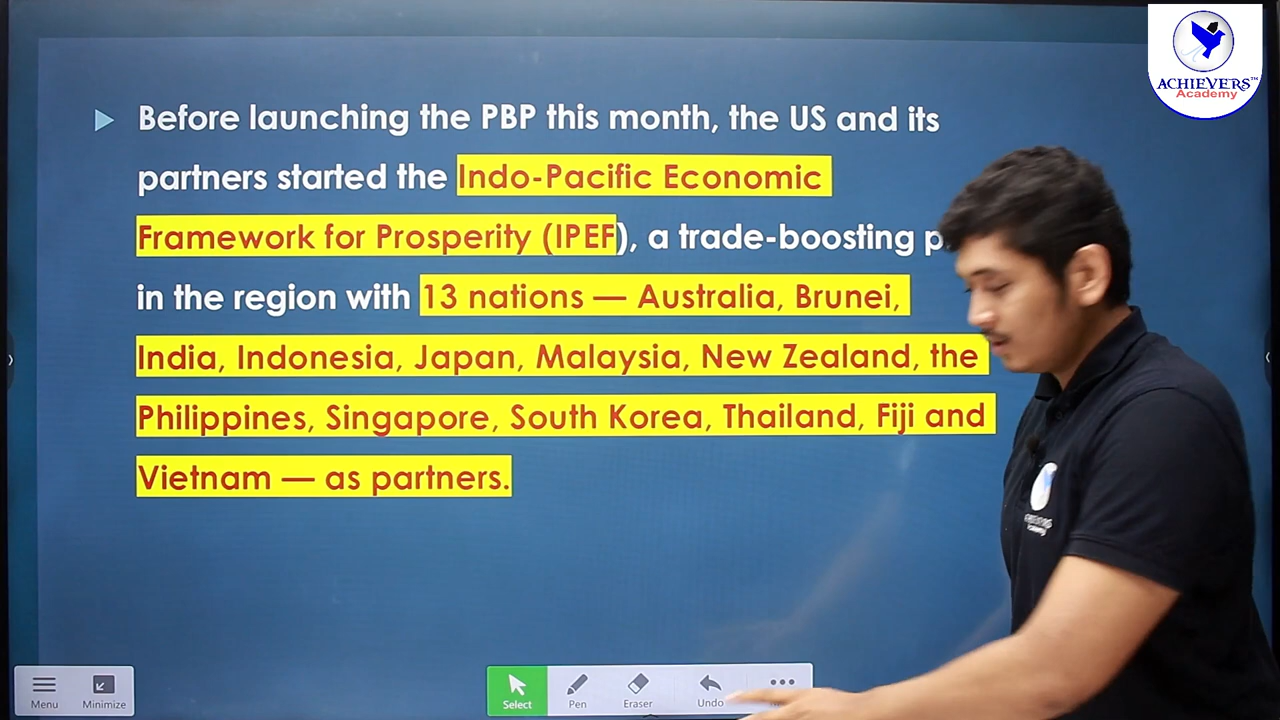 ACHIEVERS™
Academy
Before launching the PBP this month, the US and its
partners started the Indo-Pacific Economic
Framework for Prosperity (IPEF), a trade-boosting
in the region with 13 nations — Australia, Brunei,
India, Indonesia, Japan, Malaysia, New Zealand, the
Philippines, Singapore, South Korea, Thailand, Fiji and
Vietnam — as partners.
Academy
Menu Minimize Select Pen Eraser Undo